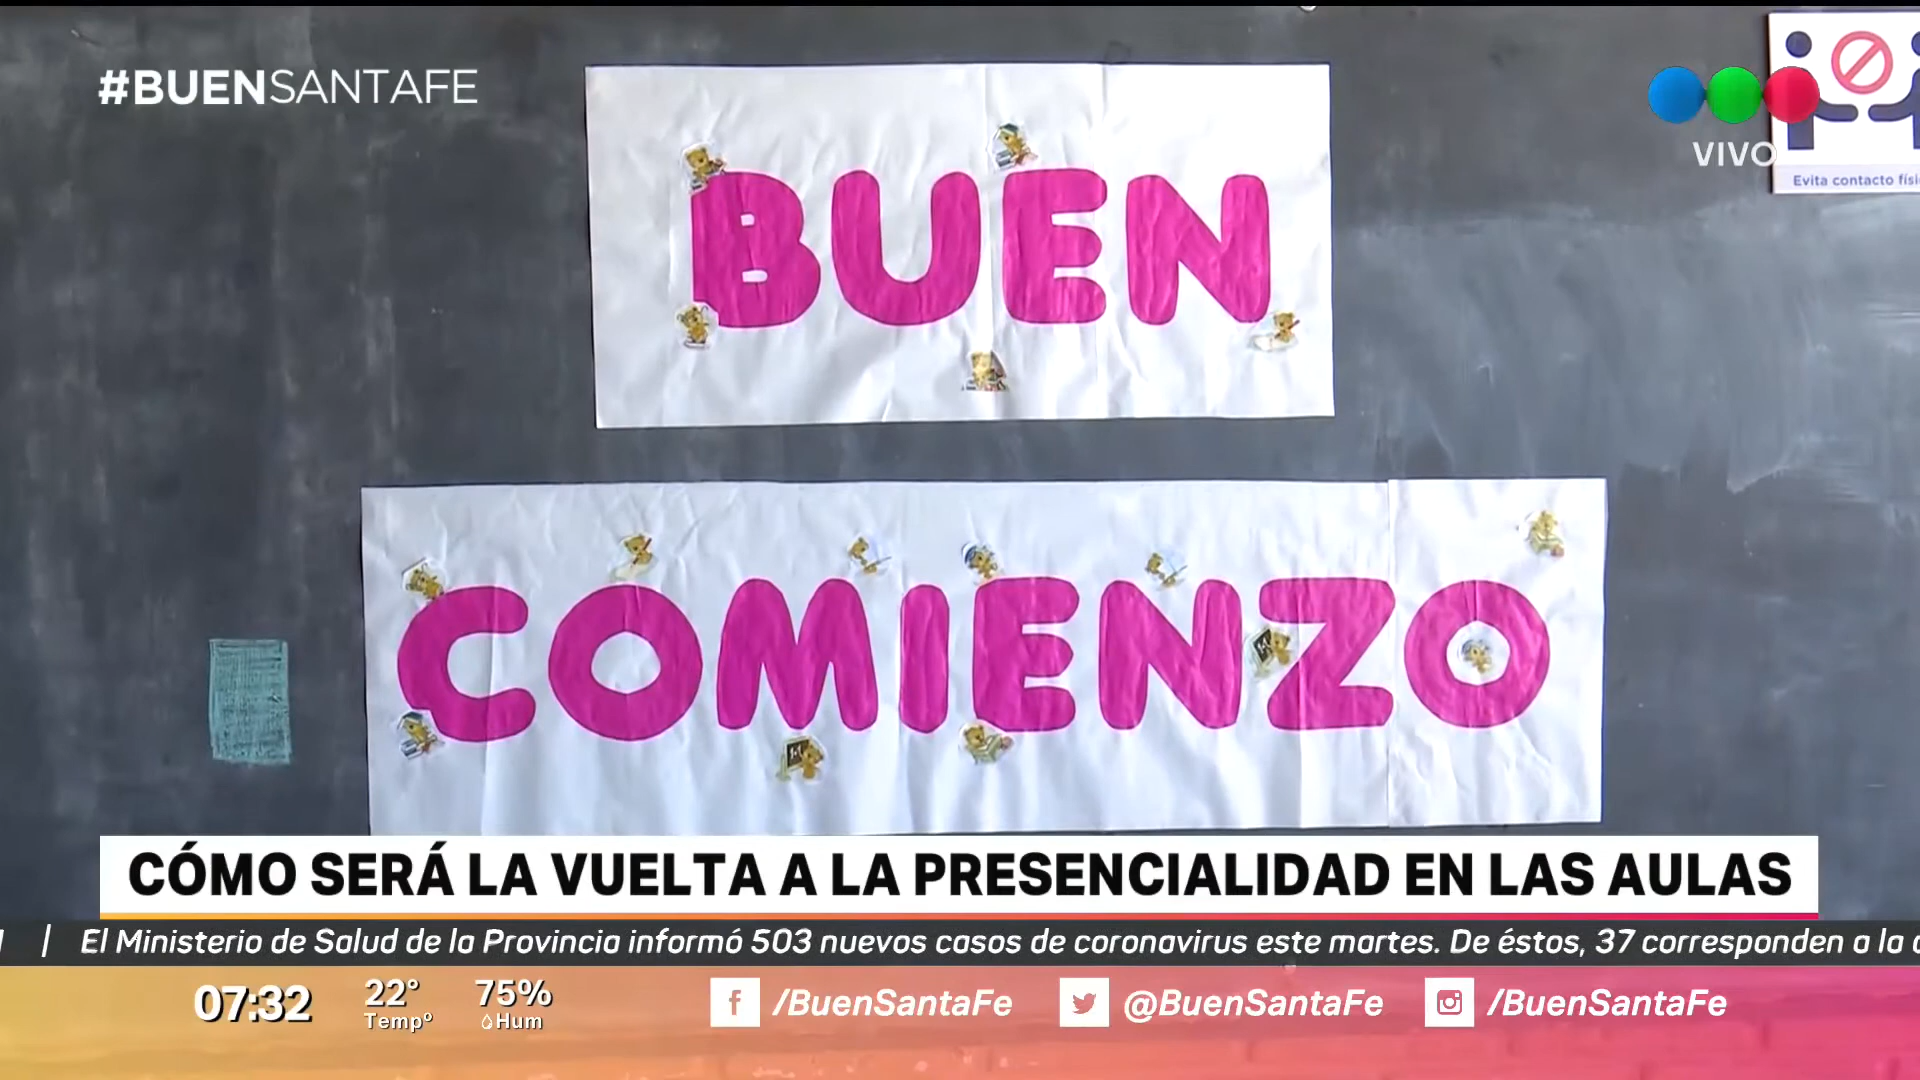 #BUENSANTAFE
VIVO
Evita contacto
BUEN
COMIENZO
CÓMO SERÁ LA VUELTA A LA PRESENCIALIDAD EN LAS AULAS
| El Ministerio de Salud de la Provincia informó 503 nuevos casos de coronavirus este martes. De éstos, 37 corresponden a la
07:32
22° 75%
Tempº Hum
/BuenSantaFe @BuenSantaFe /BuenSantaFe